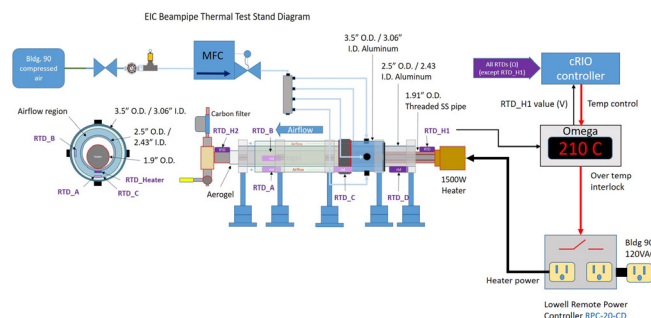 EIC Beampipe Thermal Test Stand Diagram
Bldg. 90
compressed
air
MFC
3.5” O.D. / 3.06”
I.D. Aluminum
2.5” O.D. / 2.43
I.D. Aluminum
1.91” O.D.
Threaded SS pipe
All RTDs (Ω)
(except RTD_H1)
cRIO
controller
RTD_H1 value (V)
Temp control
Omega
210 C
Over temp
interlock
Airflow region
3.5” O.D. / 3.06” I.D.
RTD_B
2.5” O.D. /
2.43” I.D.
1.9” O.D.
RTD_Heater
RTD_A
RTD_C
Carbon filter
RTD_H2
RTD_B
Airflow
RTD_H1
Airflow
Airflow
Aerogel
RTD_A
RTD_C
RTD_D
1500W
Heater
Heater power
Bldg 90
120VAC
Lowell Remote Power
Controller RPC-20-CD